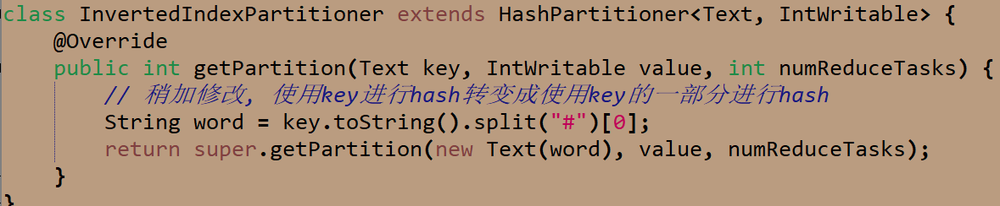 class InvertedIndexPartitioner extends HashPartitioner<Text, IntWritable> {
@Override
public int getPartition(Text key, IntWritable value, int numReduceTasks) {
// 稍加修改, 使用key进行hash转变成使用key的一部分进行hash
String word = key.toString().split("#")[0];
return super.getPartition(new Text(word), value, numReduceTasks);
}
}